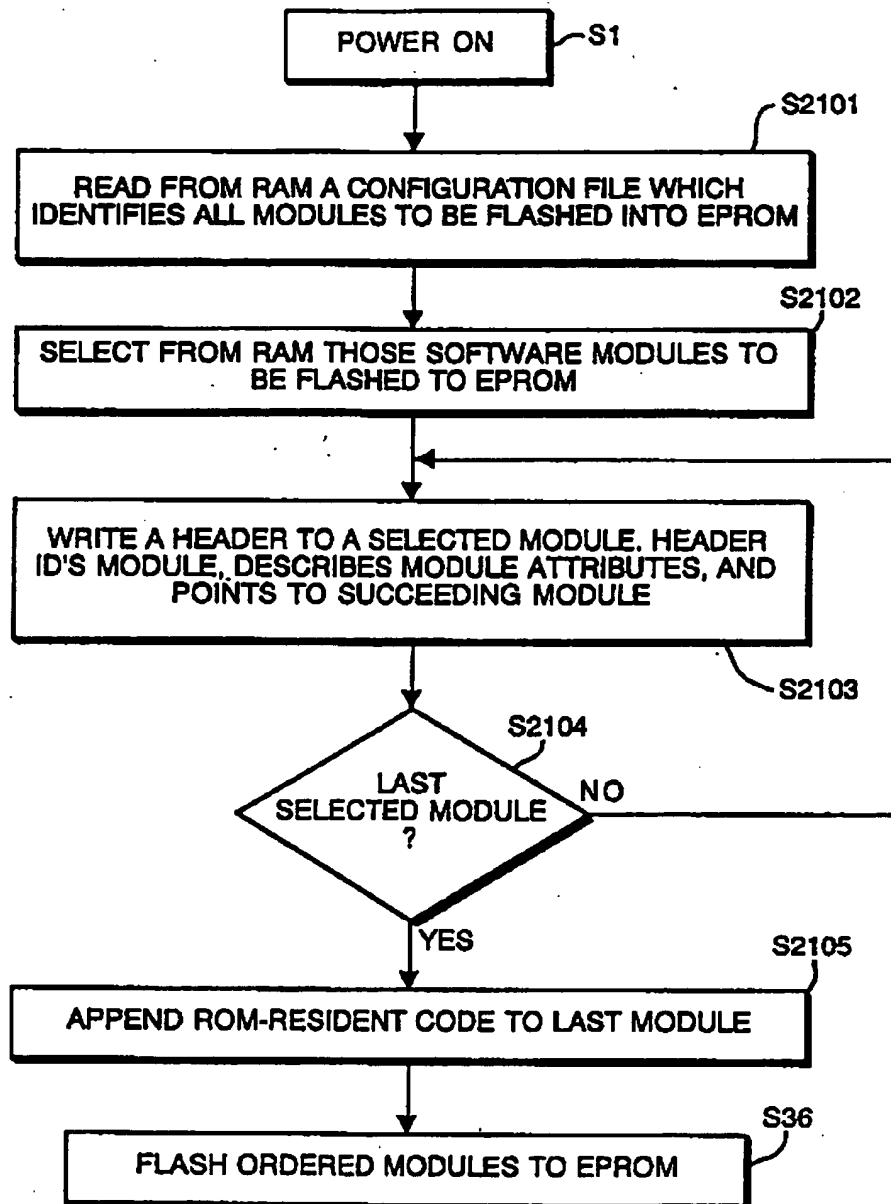 POWER ON
S1
S2101
READ FROM RAM A CONFIGURATION FILE WHICH
IDENTIFIES ALL MODULES TO BE FLASHED INTO EPROM
S2102
SELECT FROM RAM THOSE SOFTWARE MODULES TO
BE FLASHED TO EPROM
WRITE A HEADER TO A SELECTED MODULE. HEADER
ID'S MODULE, DESCRIBES MODULE ATTRIBUTES, AND
POINTS TO SUCCEEDING MODULE
S2103
S2104
LAST
SELECTED MODULE
?
NO
YES
S2105
APPEND ROM-RESIDENT CODE TO LAST MODULE
S36
FLASH ORDERED MODULES TO EPROM